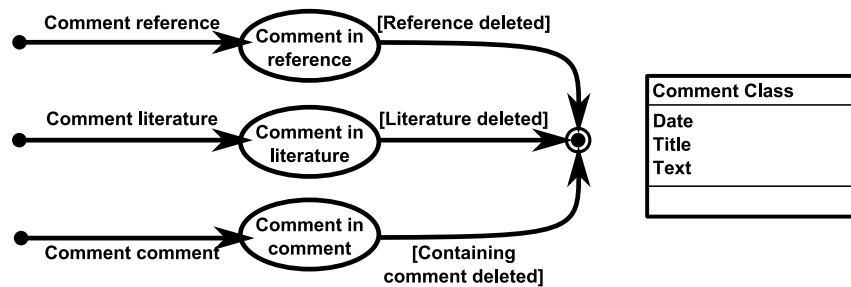 Comment reference
Comment in
reference
[Reference deleted]
Comment literature
Comment in
literature
[Literature deleted]
Comment comment
Comment in
comment
[Containing
comment deleted]
Comment Class
Date
Title
Text